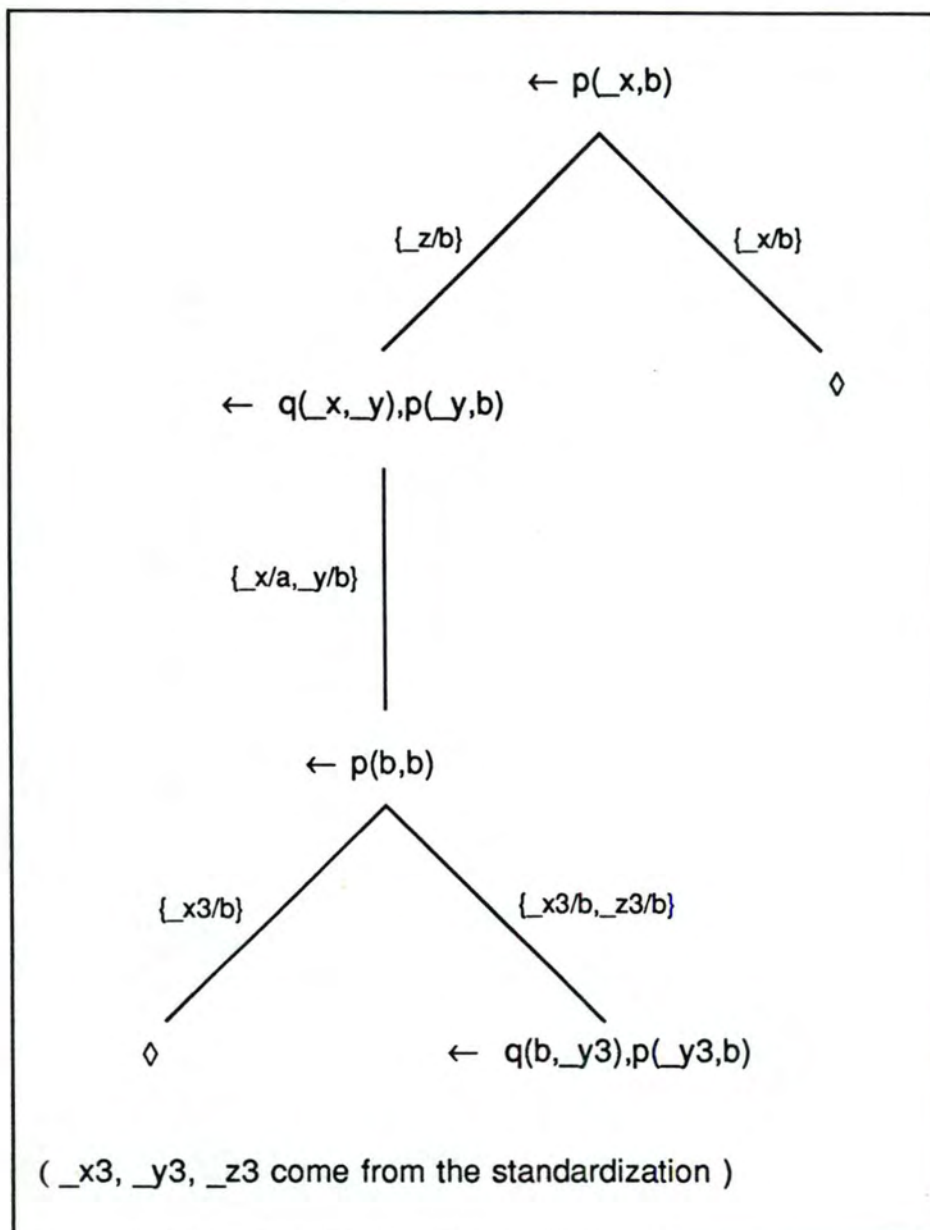 ← p(_x,b)
{_z/b} {_x/b}
← q(_x,_y),p(_y,b) ◊
{_x/a,_y/b}
← p(b,b)
{_x3/b} {_x3/b,_z3/b}
◊ ← q(b,_y3),p(_y3,b)
( _x3, _y3, _z3 come from the standardization )